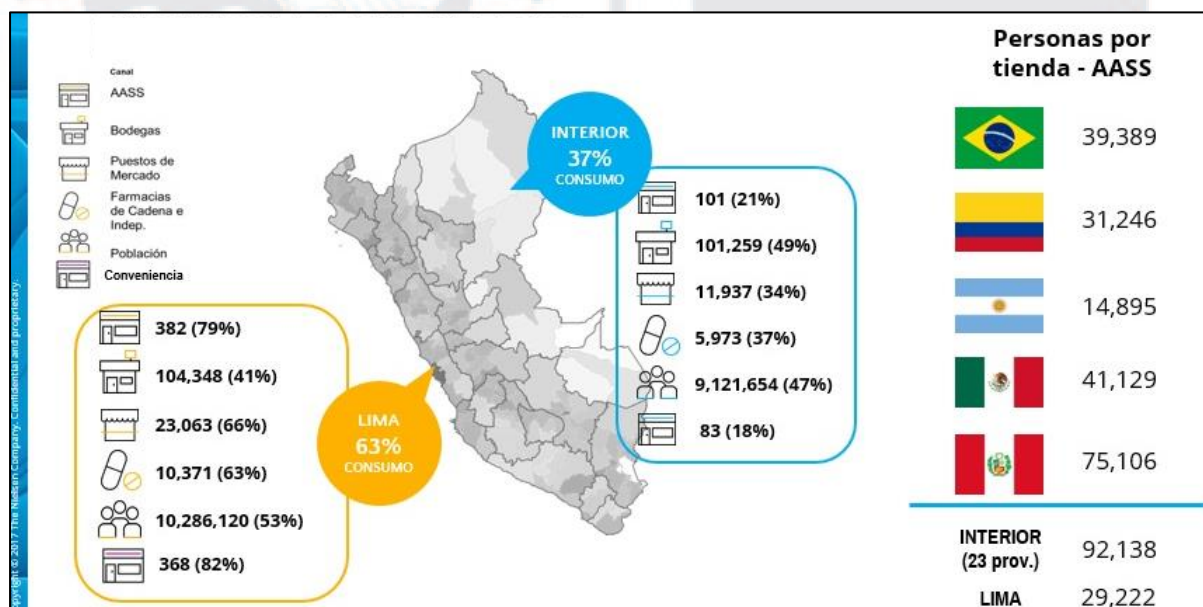 Canal
AASS
Bodegas
Puestos de
Mercado
Farmacias
de Cadena e
Indep.
Población
Conveniencia
INTERIOR
37%
CONSUMO
101 (21%)
101,259 (49%)
11,937 (34%)
5,973 (37%)
9,121,654 (47%)
83 (18%)
382 (79%)
104,348 (41%)
23,063 (66%)
10,371 (63%)
10,286,120 (53%)
368 (82%)
LIMA
63%
CONSUMO
Personas por
tienda - AASS
39,389
31,246
14,895
41,129
75,106
INTERIOR
(23 prov.)
92,138
LIMA
29,222
opyright © 2017 The Nielsen Company. Confidential and proprietary.